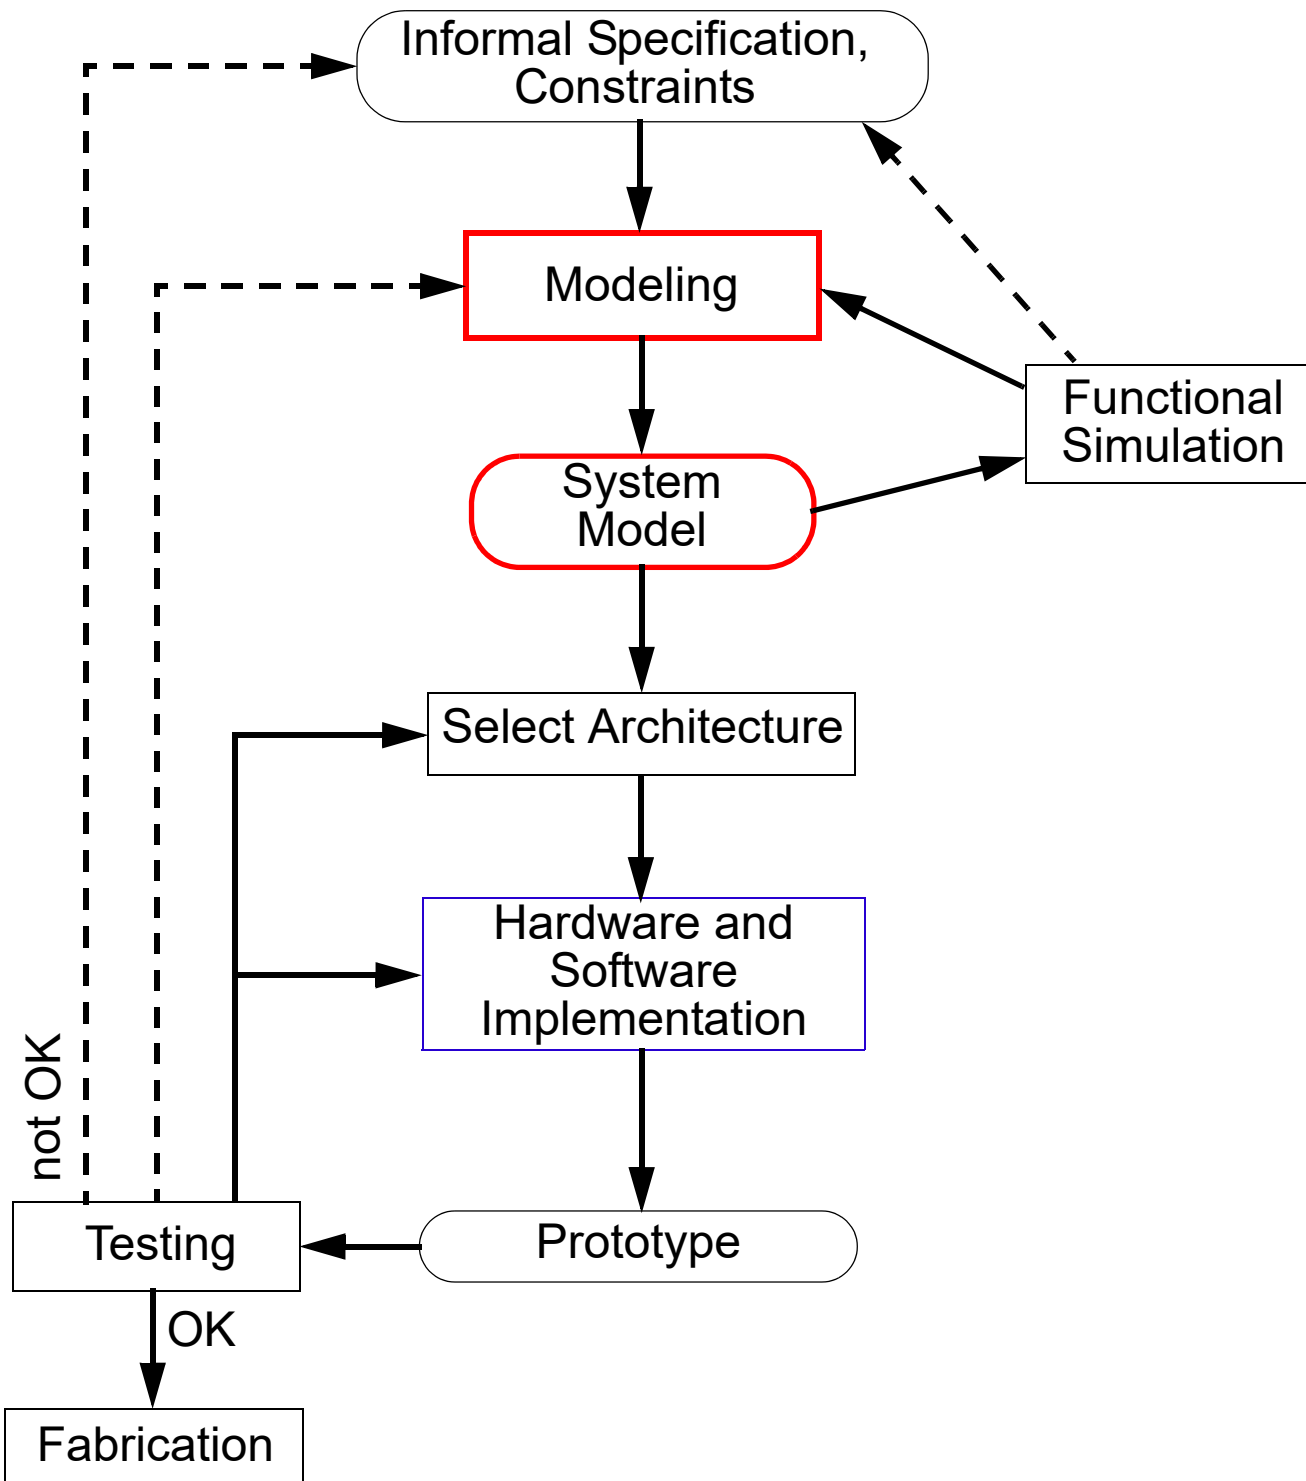 Informal Specification,
Constraints
Modeling
Functional
Simulation
System
Model
Select Architecture
Hardware and
Software
Implementation
not OK
Testing
Prototype
OK
Fabrication